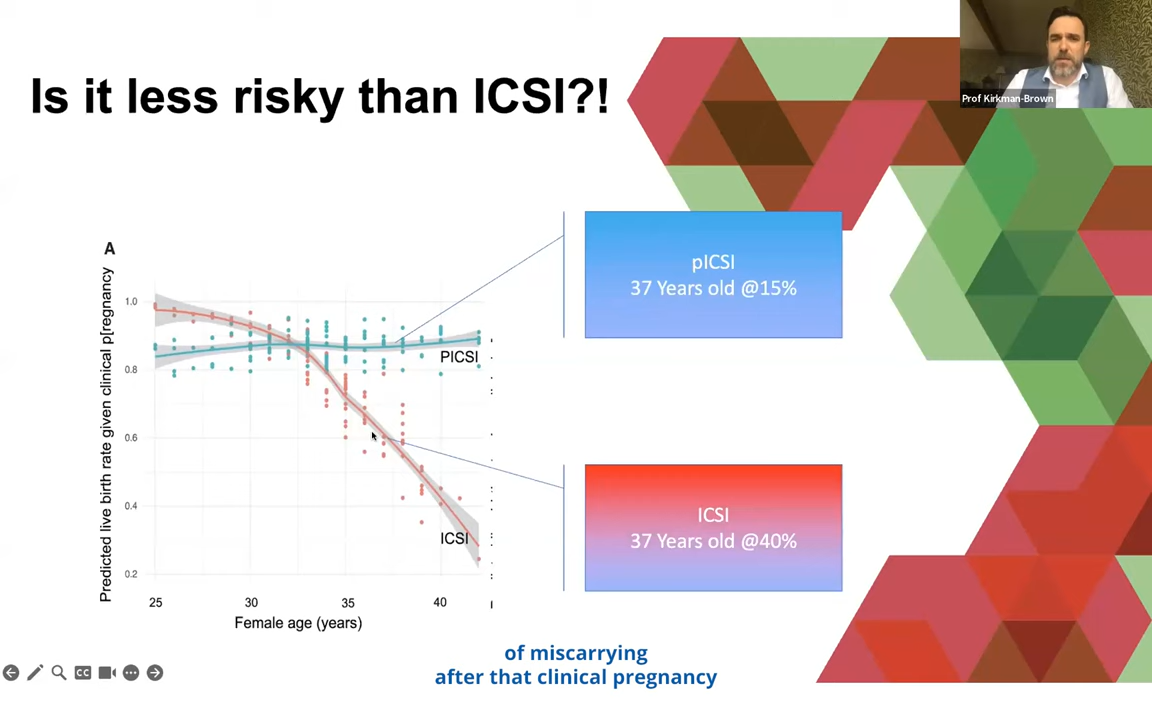 Is it less risky than ICSI?!
Prof Kirkman-Brown
A
Predicted live birth rate given clinical p[regnancy
1.0
0.8
0.6
0.4
0.2
PICSI
ICSI
25 30 35 40
Female age (years)
pICSI
37 Years old @15%
ICSI
37 Years old @40%
of miscarrying
after that clinical pregnancy
CC